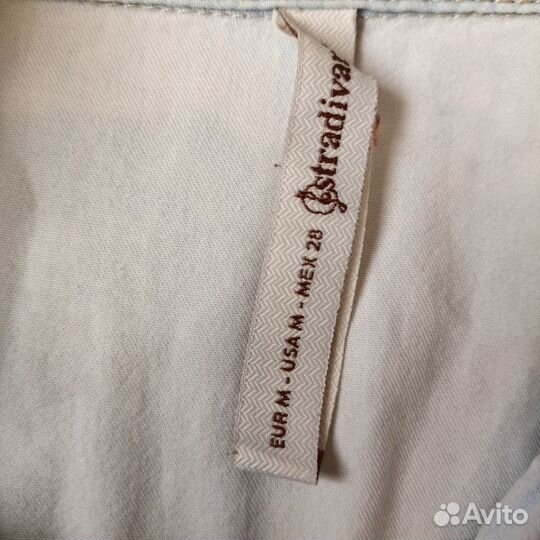 stradivar
EUR M - USA M - MEX 28
Avito